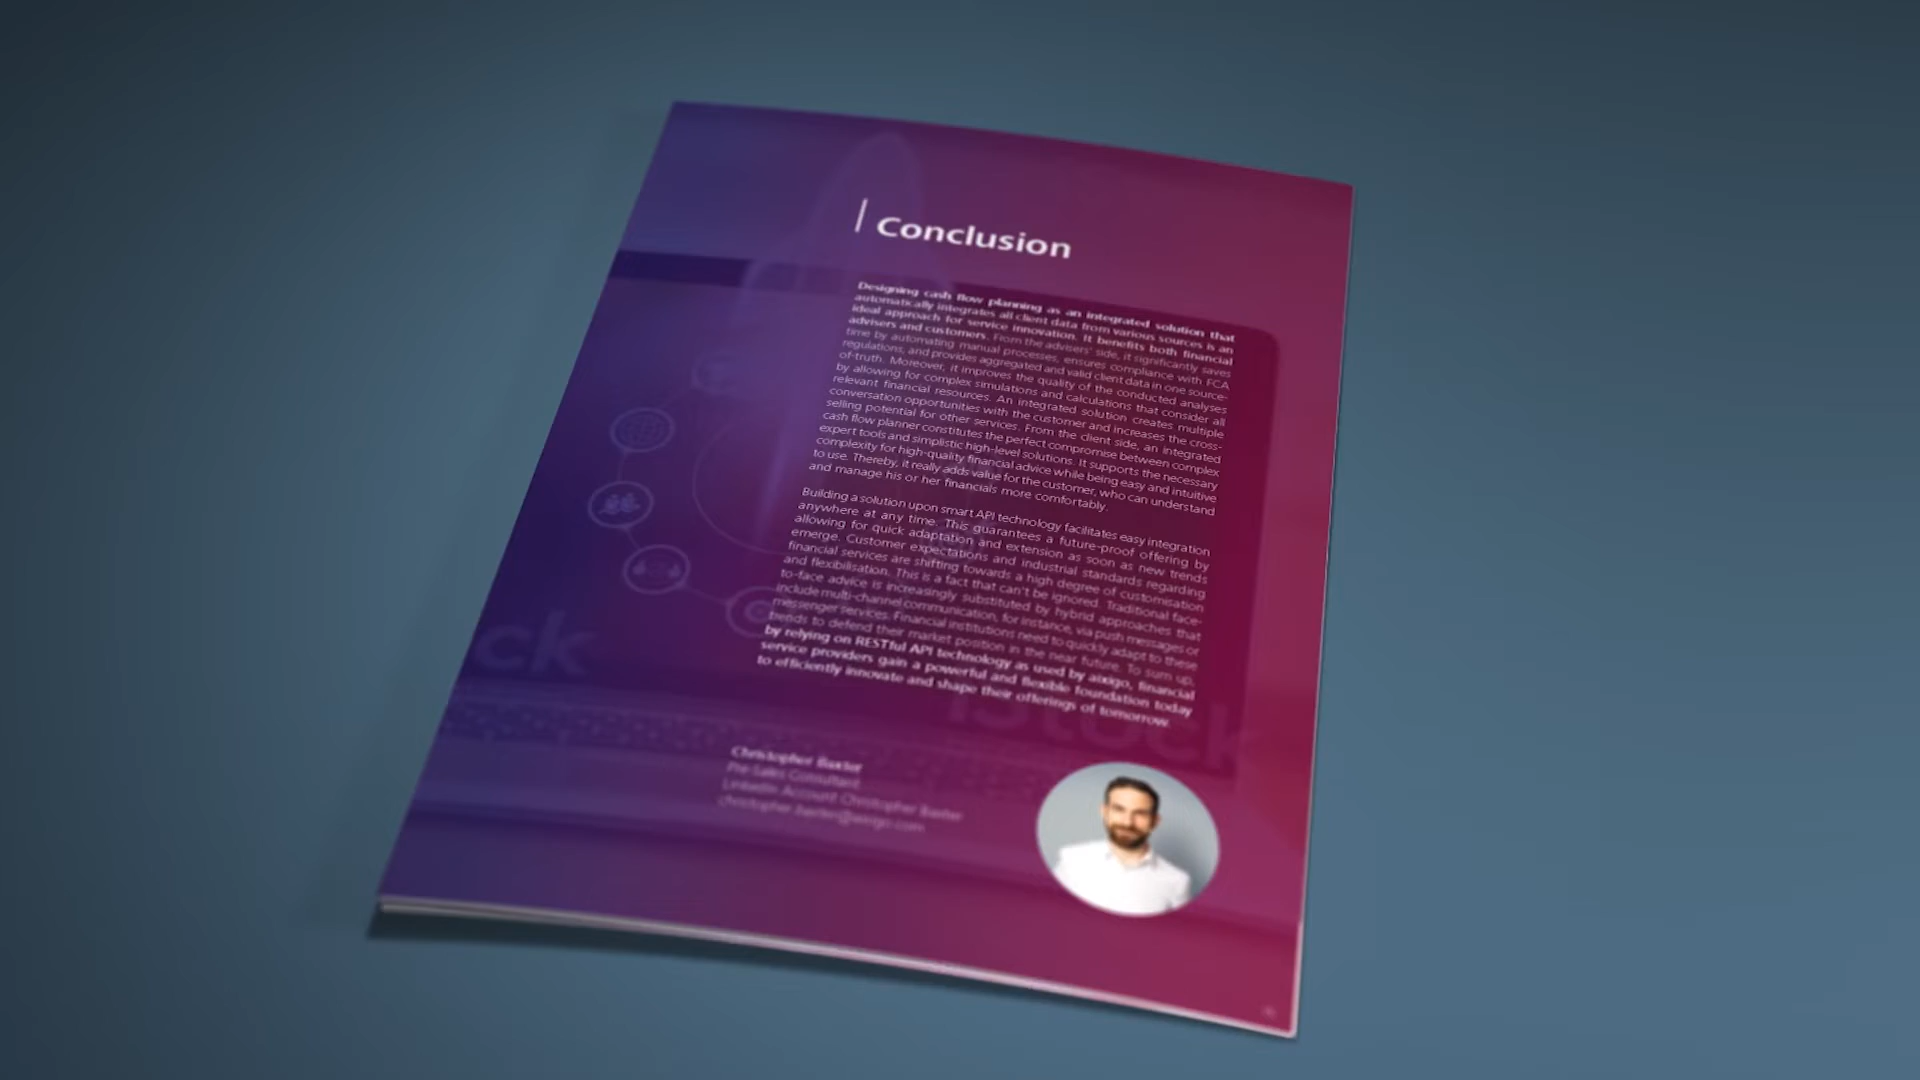 Conclusion
Designing cash flow planning as an integrated solution that
automatically integrates all client data from various sources is an
ideal approach for service innovation. It benefits both financial
advisers and customers. From the advisers' side, it significantly saves
time by automating manual processes, ensures compliance with FCA
regulations, and provides aggregated and valid client data in one source-
of-truth. Moreover, it improves the quality of the conducted analyses
by allowing for complex simulations and calculations that consider all
relevant financial resources. An integrated solution creates multiple
conversation opportunities with the customer and increases the cross-
selling potential for other services. From the client side, an integrated
cash flow planner constitutes the perfect compromise between complex
expert tools and simplistic high-level solutions. It supports the necessary
complexity for high-quality financial advice while being easy and intuitive
to use. Thereby, it really adds value for the customer, who can understand
and manage his or her financials more comfortably.
Building a solution upon smart API technology facilitates easy integration
anywhere at any time. This guarantees a future-proof offering by
allowing for quick adaptation and extension as soon as new trends
emerge. Customer expectations and industrial standards regarding
financial services are shifting towards a high degree of customisation
and flexibilisation. This is a fact that can't be ignored. Traditional face-
to-face advice is increasingly substituted by hybrid approaches that
include multi-channel communication, for instance, via push messages or
messenger services. Financial institutions need to quickly adapt to these
trends to defend their market position in the near future. To sum up,
by relying on RESTful API technology as used by aixigo, financial
service providers gain a powerful and flexible foundation today
to efficiently innovate and shape their offerings of tomorrow.
Christopher Baxter
Pre-Sales Consultant
LinkedIn Account Christopher Baxter
christopher.baxter@aixigo.com
ck
iStock